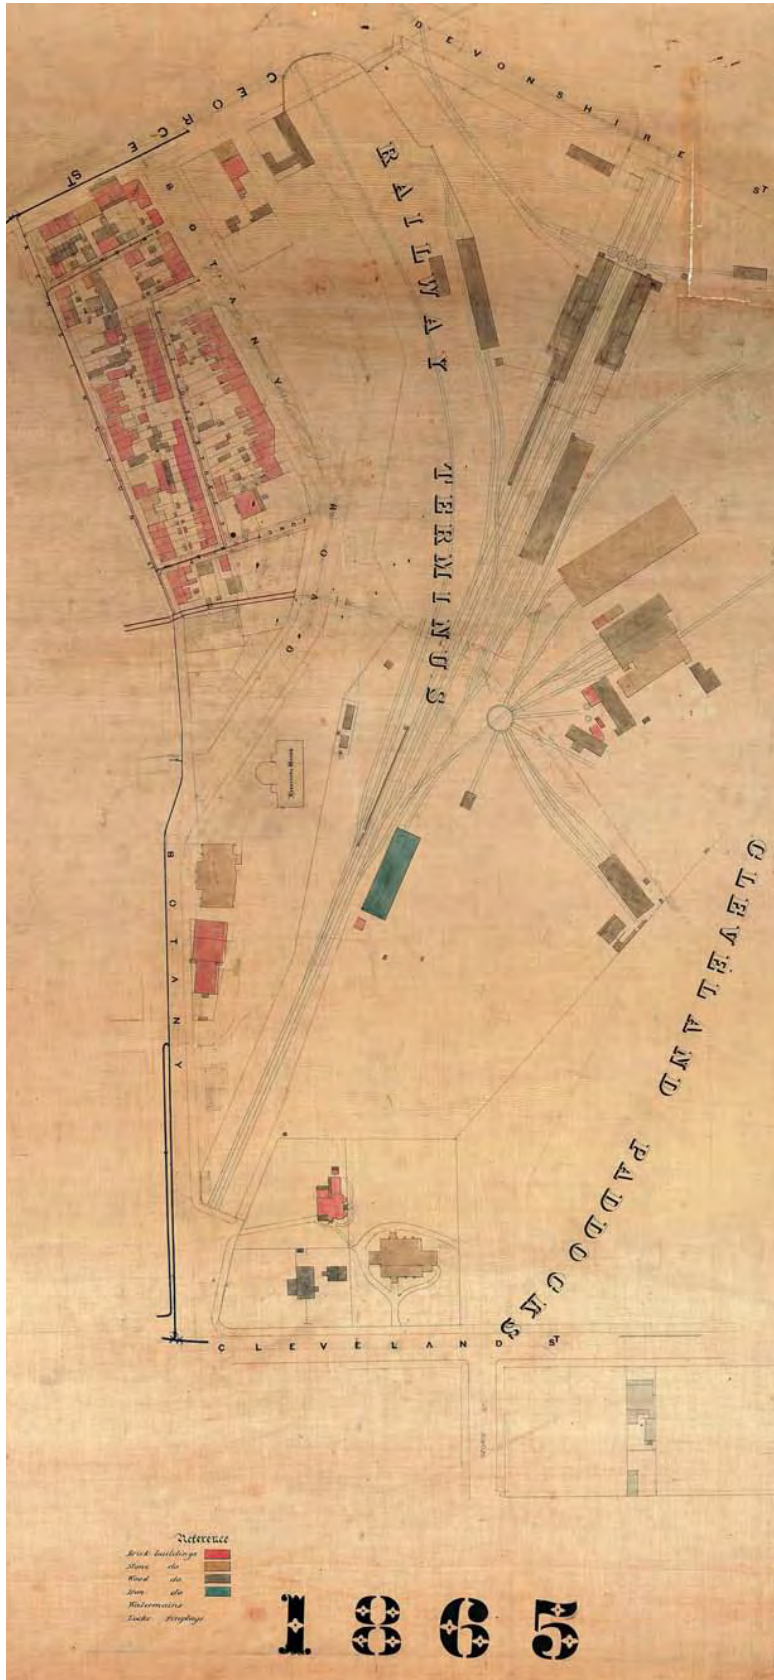 DEVONSHIRE ST
GEORGE ST
BOTANY
ROAD
RAILWAY TERMINUS
BOTANY
CLEVELAND
PADDOCKS
CLEVELAND ST
Reference
Brick buildings
Stone do
Wood do
Iron do
Watermains
1865